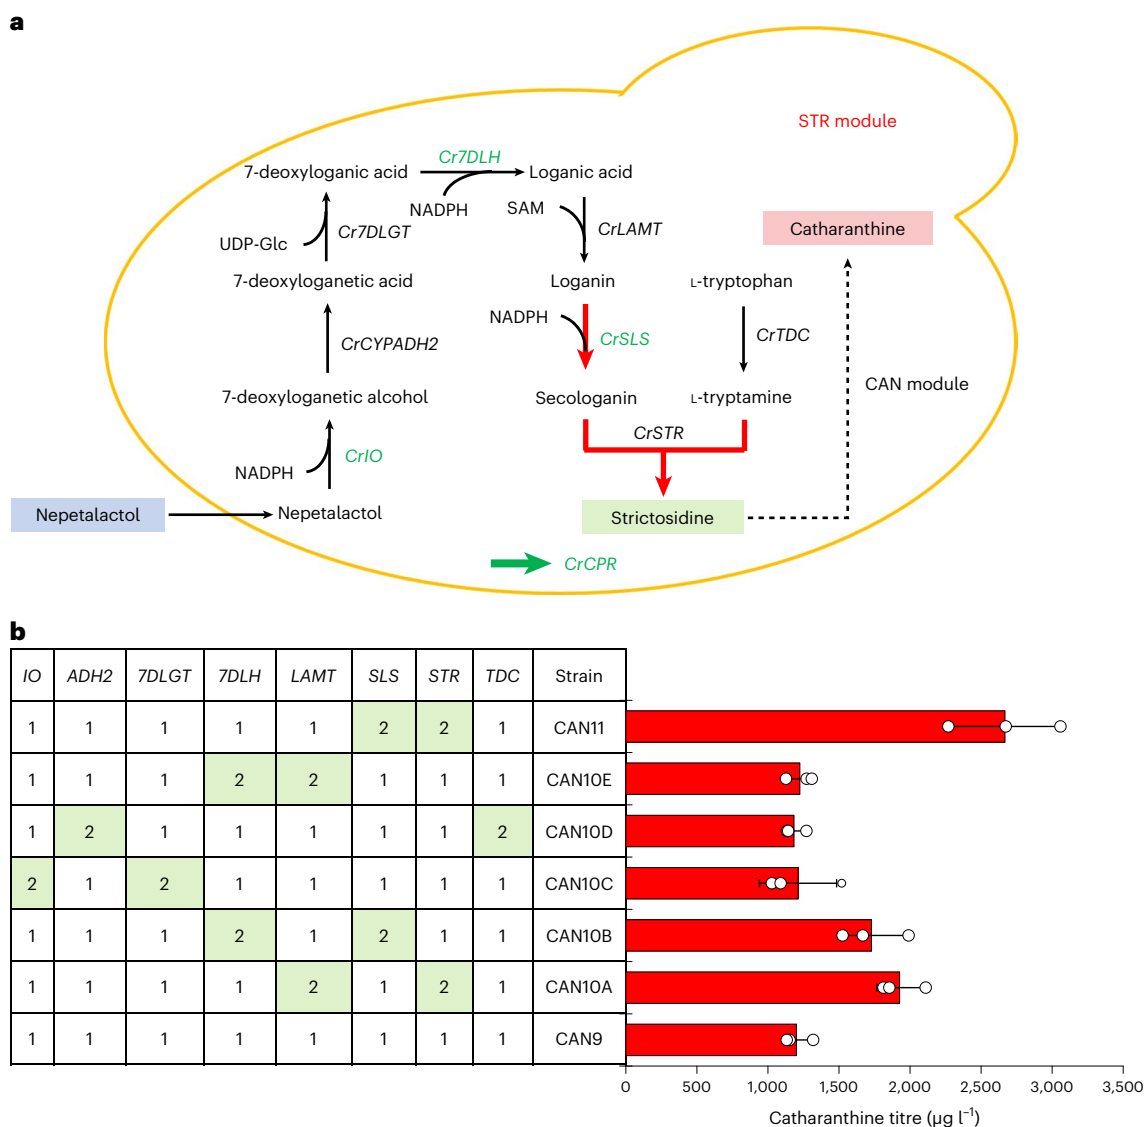 a
STR module
7-deoxyloganic acid
Cr7DLH
Loganic acid
NADPH
SAM
UDP-Glc
Cr7DLGT
CrLAMT
Catharanthine
7-deoxyloganetic acid
Loganin
L-tryptophan
NADPH
CrCYPADH2
CrSLS
CrTDC
CAN module
7-deoxyloganetic alcohol
Secologanin
L-tryptamine
CrSTR
NADPH
CrIO
Nepetalactol
Nepetalactol
Strictosidine
CrCPR
b
IO ADH2 7DLGT 7DLH LAMT SLS STR TDC Strain
1 1 1 1 1 2 2 1 CAN11
1 1 1 2 2 1 1 1 CAN10E
1 2 1 1 1 1 1 2 CAN10D
2 1 2 1 1 1 1 1 CAN10C
1 1 1 2 1 2 1 1 CAN10B
1 1 1 1 2 1 2 1 CAN10A
1 1 1 1 1 1 1 1 CAN9
0 500 1,000 1,500 2,000 2,500 3,000 3,500
Catharanthine titre (µg l⁻¹)